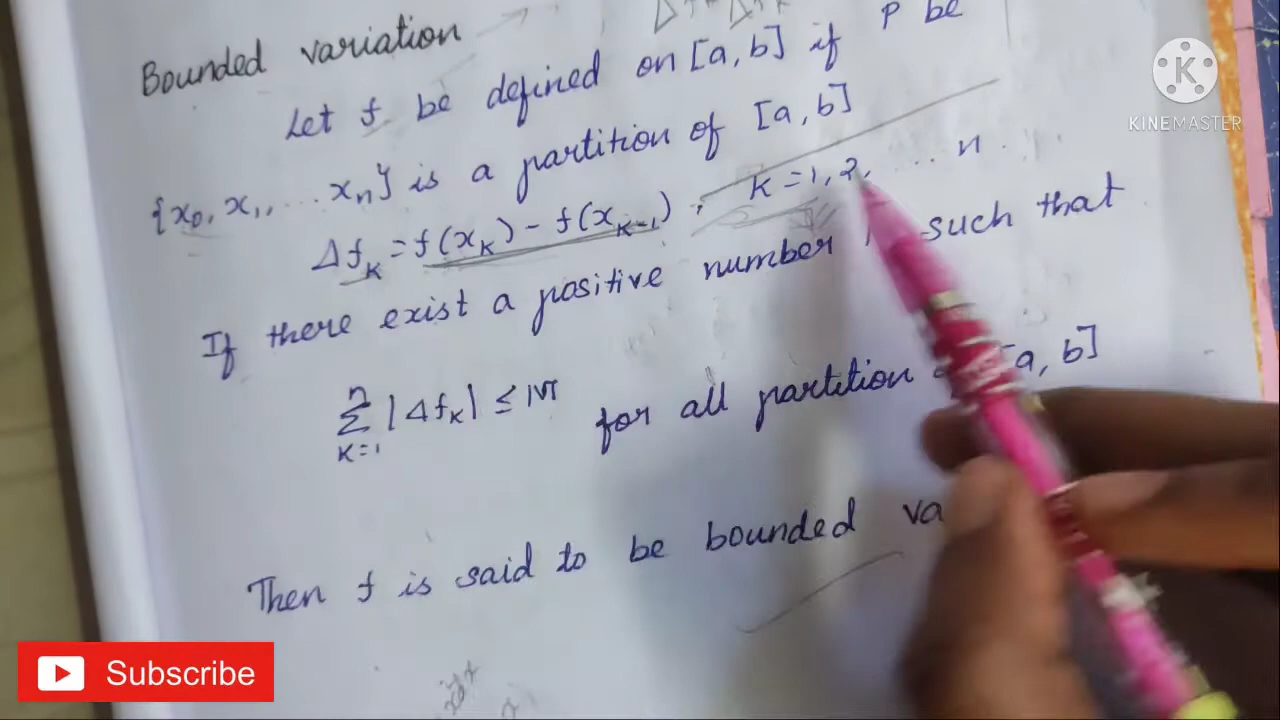 Bounded variation
Let f be defined on [a, b] if P be
{x₀, x₁, ... xₙ} is a partition of [a, b]
Δfₖ = f(xₖ) - f(xₖ₋₁), K = 1, 2, ... n
If there exist a positive number such that
n
Σ |Δfₖ| ≤ M for all partition [a, b]
K=1
Then f is said to be bounded va
K
KINEMASTER
Subscribe